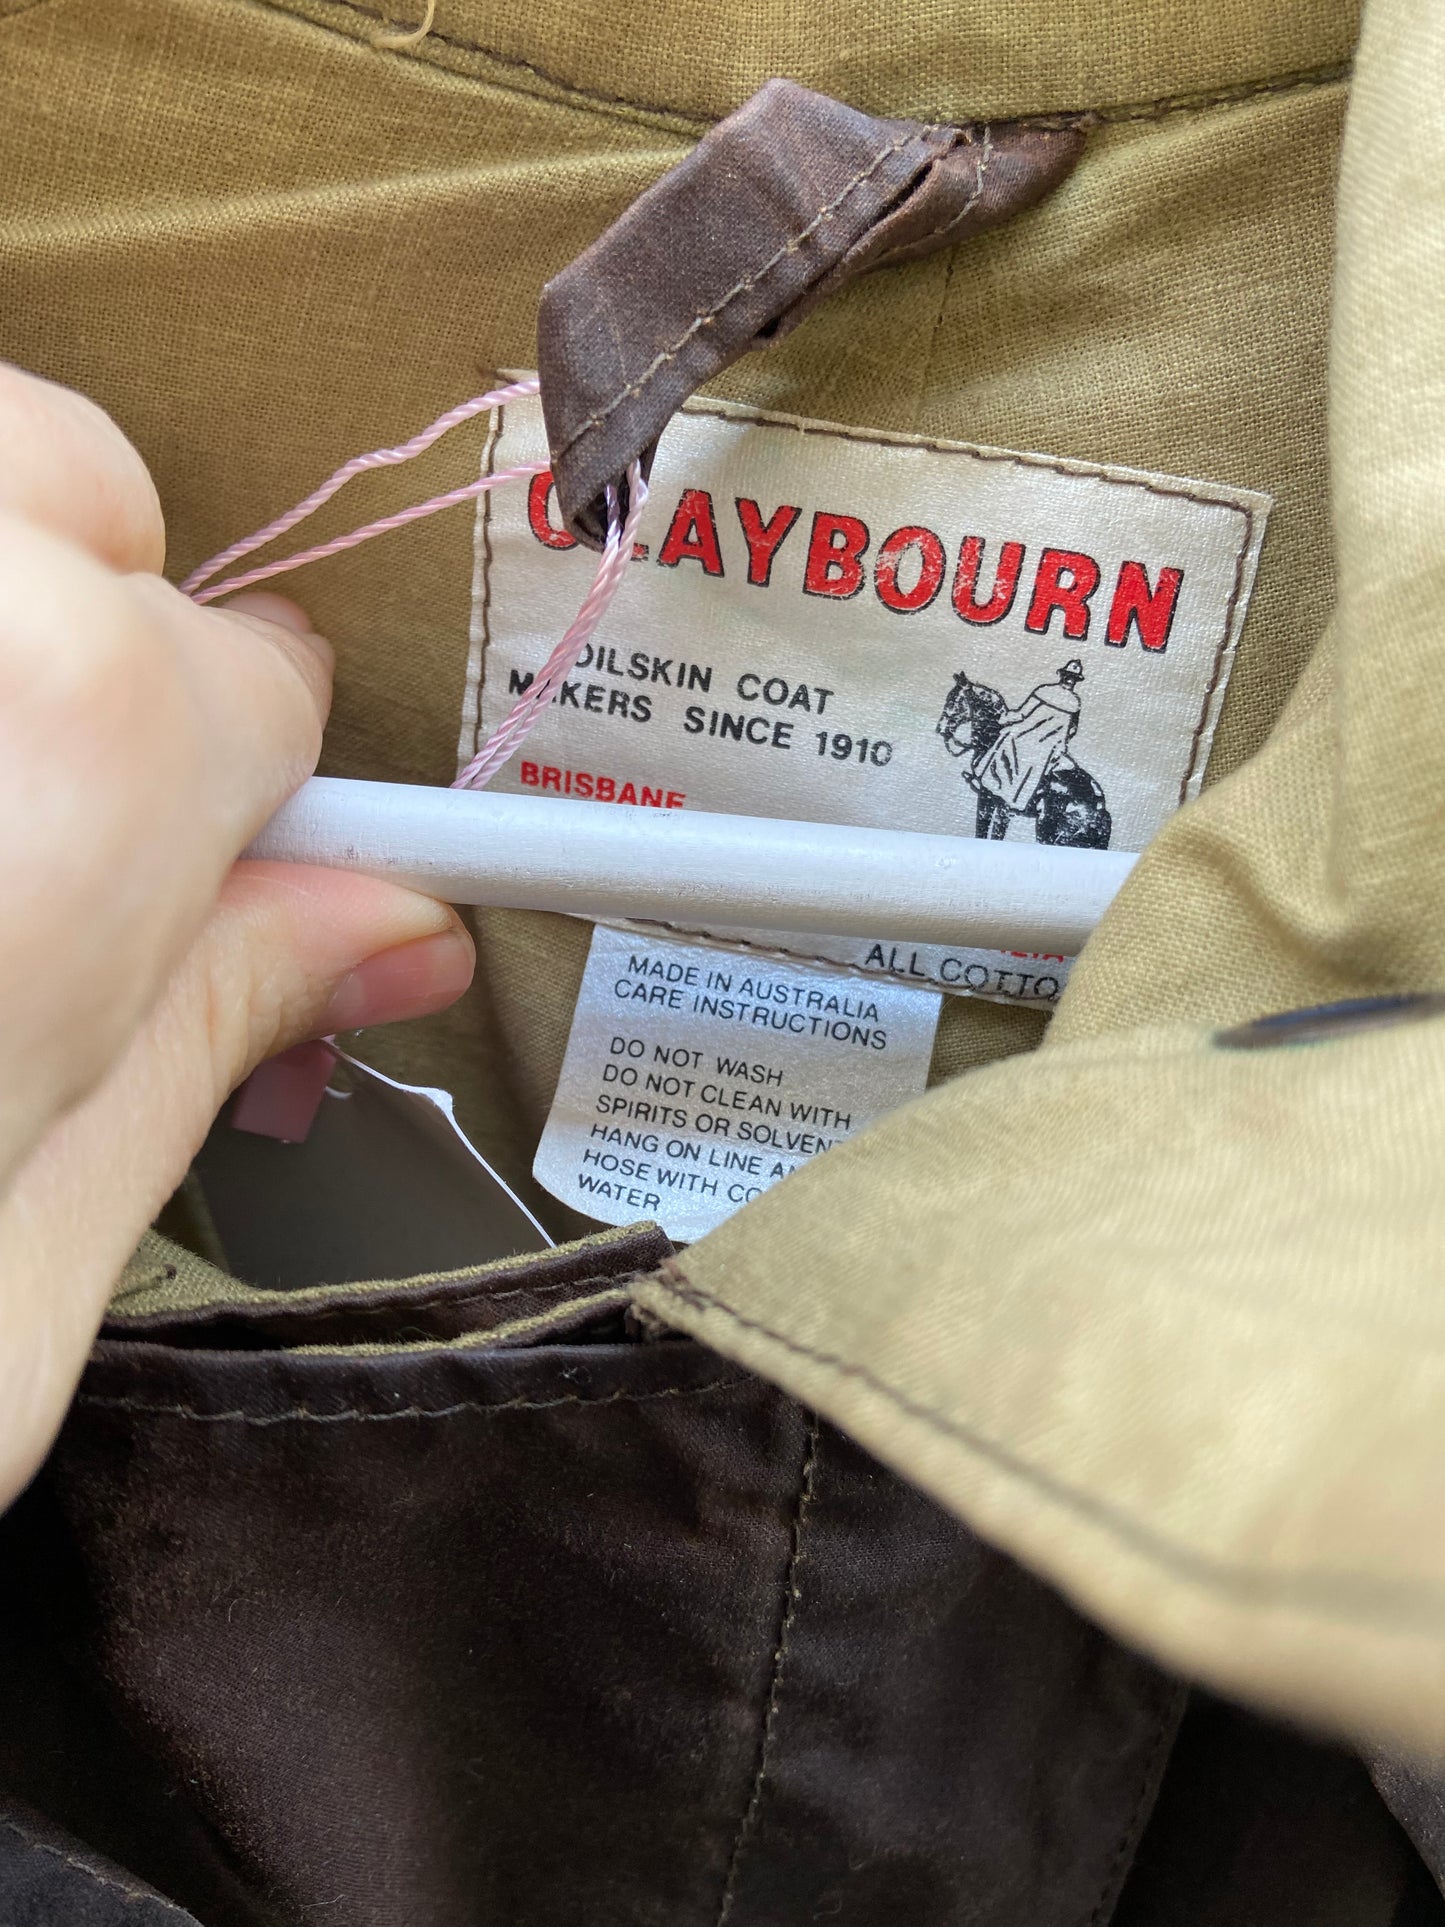 CLAYBOURN
OILSKIN COAT
MAKERS SINCE 1910
BRISBANE
ALL COTTO
MADE IN AUSTRALIA
CARE INSTRUCTIONS
DO NOT WASH
DO NOT CLEAN WITH
SPIRITS OR SOLVEN
HANG ON LINE AN
HOSE WITH CO
WATER